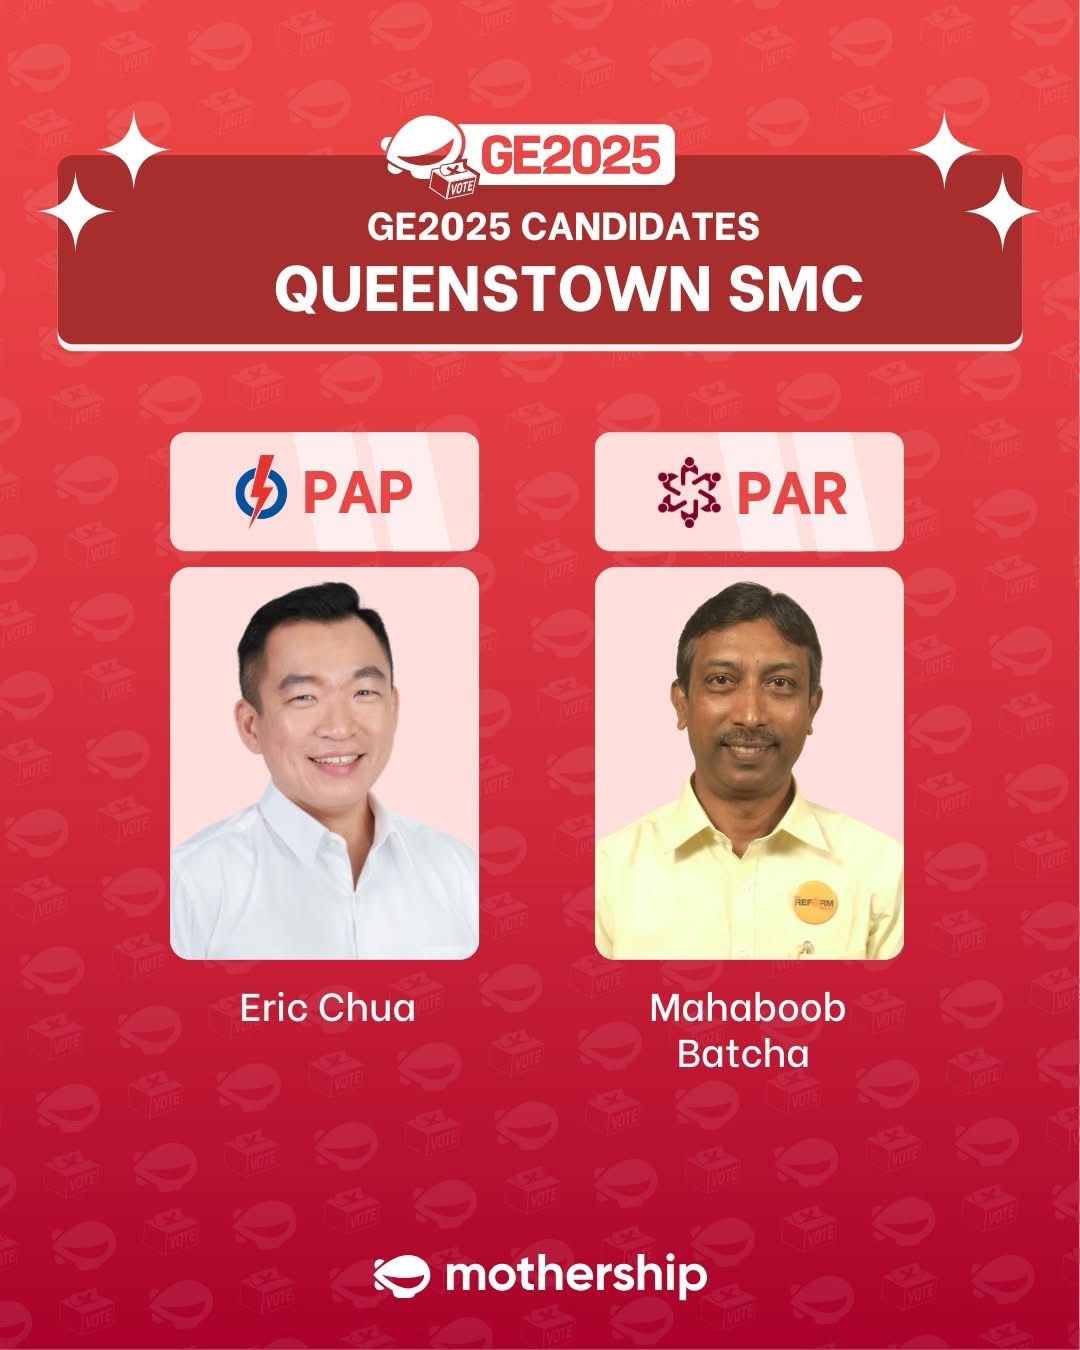 GE2025
VOTE
GE2025 CANDIDATES
QUEENSTOWN SMC
PAP
PAR
REFORM
Eric Chua
Mahaboob
Batcha
mothership